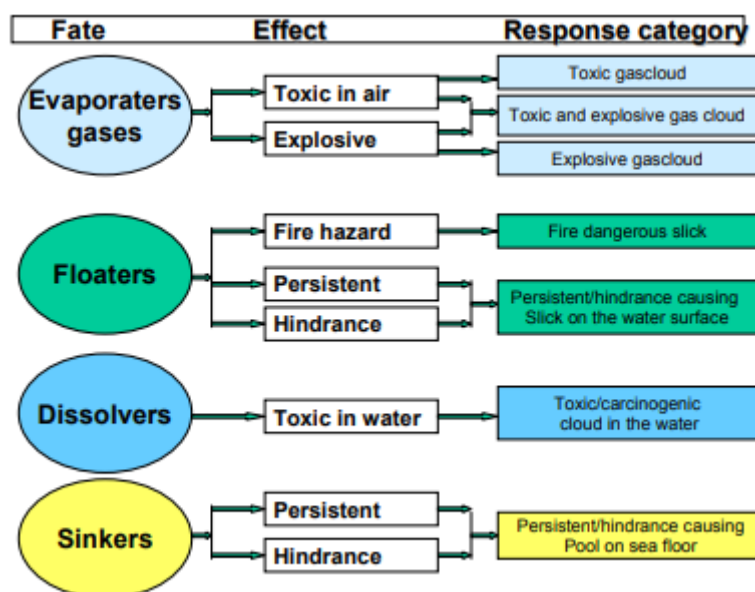 Fate Effect Response category
Evaporaters
gases
Toxic in air
Explosive
Toxic gascloud
Toxic and explosive gas cloud
Explosive gascloud
Floaters
Fire hazard
Persistent
Hindrance
Fire dangerous slick
Persistent/hindrance causing
Slick on the water surface
Dissolvers
Toxic in water
Toxic/carcinogenic
cloud in the water
Sinkers
Persistent
Hindrance
Persistent/hindrance causing
Pool on sea floor